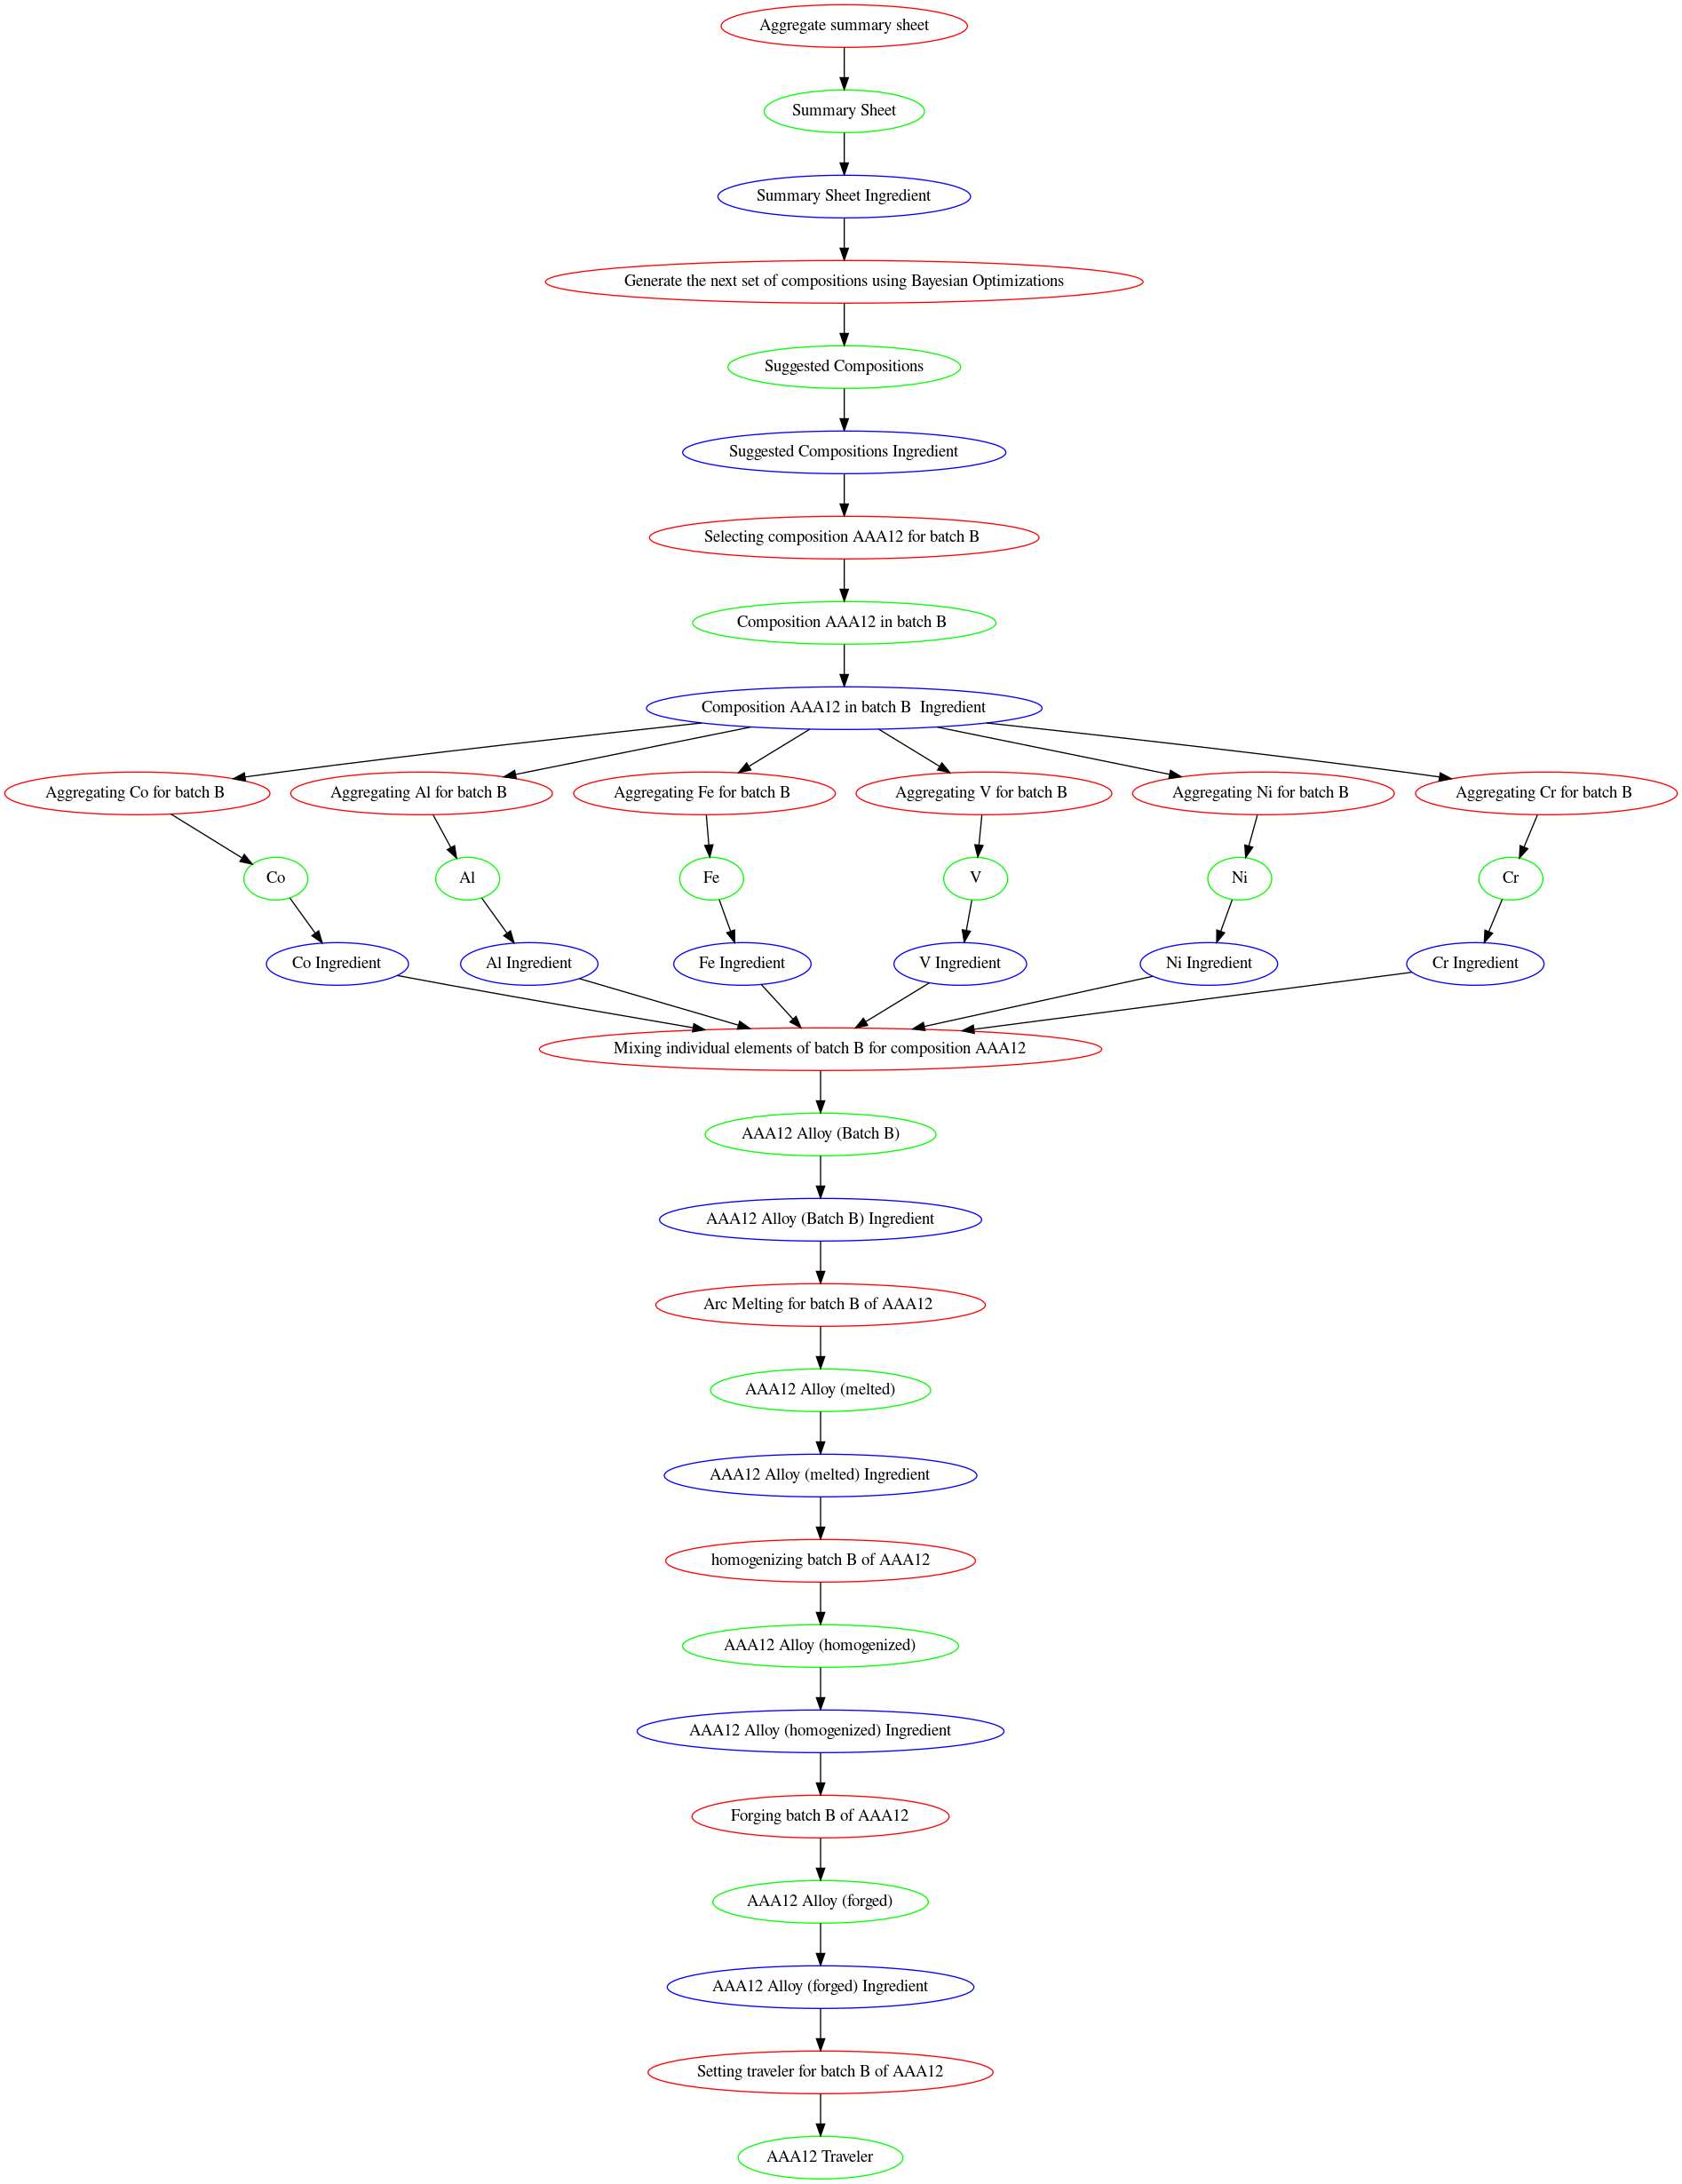 Aggregate summary sheet
Summary Sheet
Summary Sheet Ingredient
Generate the next set of compositions using Bayesian Optimizations
Suggested Compositions
Suggested Compositions Ingredient
Selecting composition AAA12 for batch B
Composition AAA12 in batch B
Composition AAA12 in batch B  Ingredient
Aggregating Co for batch B
Aggregating Al for batch B
Aggregating Fe for batch B
Aggregating V for batch B
Aggregating Ni for batch B
Aggregating Cr for batch B
Co
Al
Fe
V
Ni
Cr
Co Ingredient
Al Ingredient
Fe Ingredient
V Ingredient
Ni Ingredient
Cr Ingredient
Mixing individual elements of batch B for composition AAA12
AAA12 Alloy (Batch B)
AAA12 Alloy (Batch B) Ingredient
Arc Melting for batch B of AAA12
AAA12 Alloy (melted)
AAA12 Alloy (melted) Ingredient
homogenizing batch B of AAA12
AAA12 Alloy (homogenized)
AAA12 Alloy (homogenized) Ingredient
Forging batch B of AAA12
AAA12 Alloy (forged)
AAA12 Alloy (forged) Ingredient
Setting traveler for batch B of AAA12
AAA12 Traveler